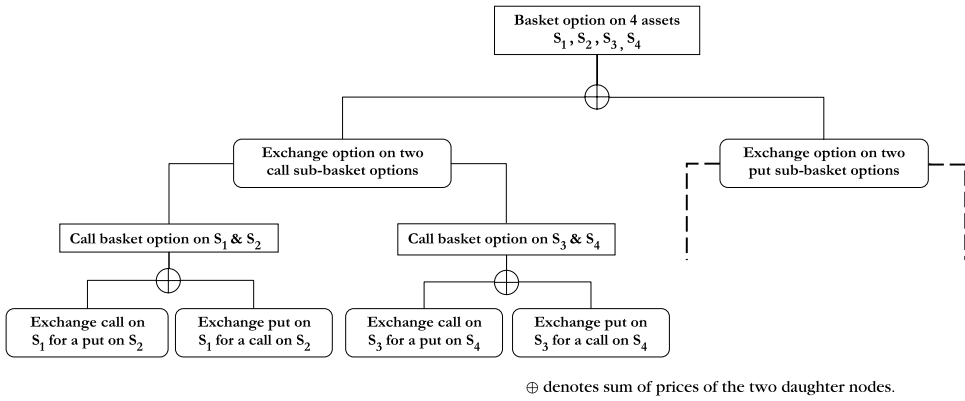 Basket option on 4 assets
S1 , S2 , S3 , S4
Exchange option on two
call sub-basket options
Exchange option on two
put sub-basket options
Call basket option on S1 & S2
Call basket option on S3 & S4
Exchange call on
S1 for a put on S2
Exchange put on
S1 for a call on S2
Exchange call on
S3 for a put on S4
Exchange put on
S3 for a call on S4
⊕ denotes sum of prices of the two daughter nodes.